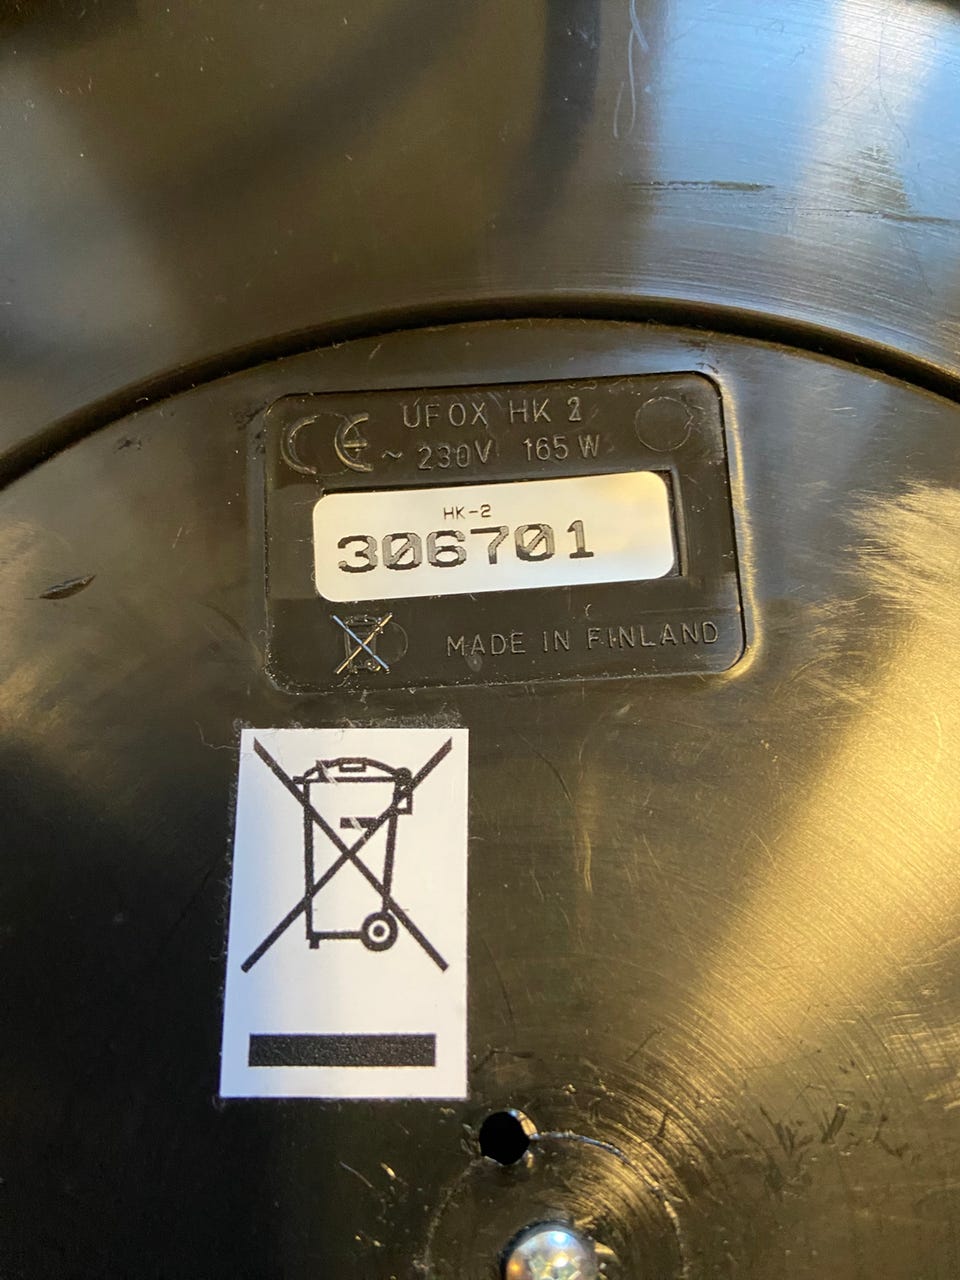 CE UFOX HK 2
~ 230V 165 W
HK-2
306701
MADE IN FINLAND